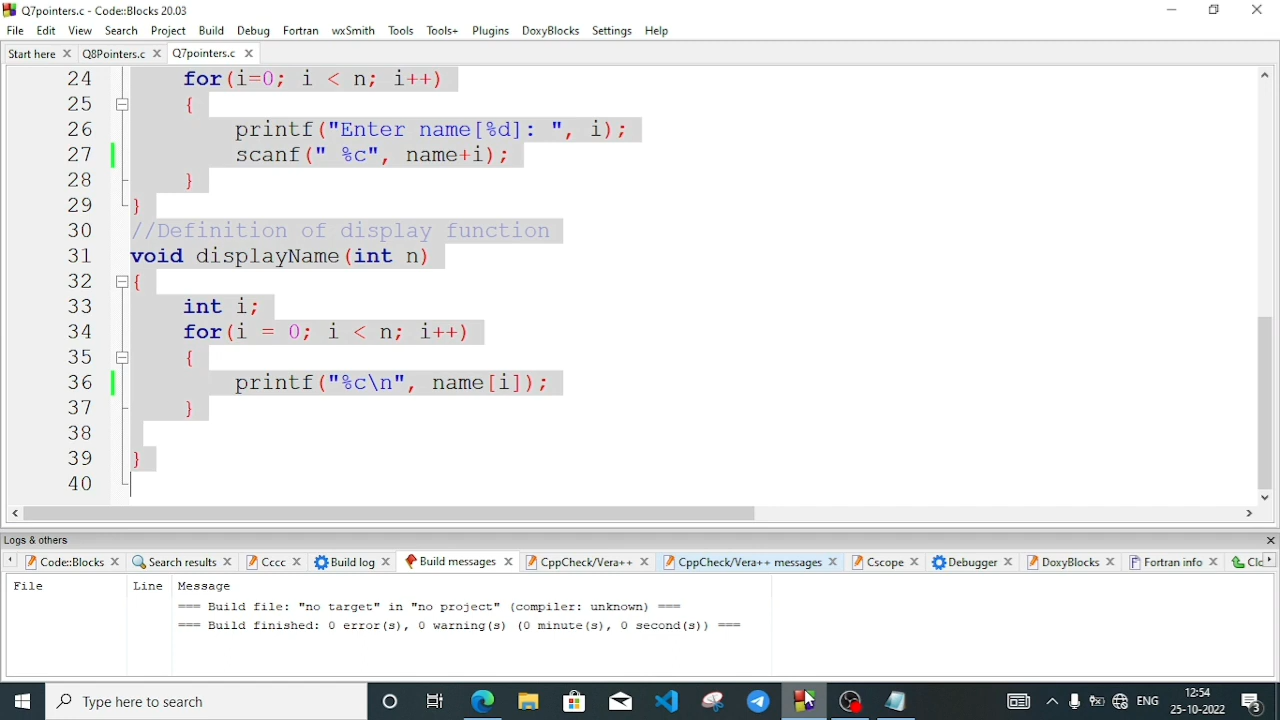 Q7pointers.c - Code::Blocks 20.03
File Edit View Search Project Build Debug Fortran wxSmith Tools Tools+ Plugins DoxyBlocks Settings Help
Start here Q8Pointers.c Q7pointers.c
24 for(i=0; i < n; i++)
25 {
26 printf("Enter name[%d]: ", i);
27 scanf(" %c", name+i);
28 }
29 }
30 //Definition of display function
31 void displayName(int n)
32 {
33 int i;
34 for(i = 0; i < n; i++)
35 {
36 printf("%c\n", name[i]);
37 }
38
39 }
40
Logs & others
Code::Blocks Search results Cccc Build log Build messages CppCheck/Vera++ CppCheck/Vera++ messages Cscope Debugger DoxyBlocks Fortran info Clo
File Line Message
=== Build file: "no target" in "no project" (compiler: unknown) ===
=== Build finished: 0 error(s), 0 warning(s) (0 minute(s), 0 second(s)) ===
Type here to search
ENG
12:54
25-10-2022
3